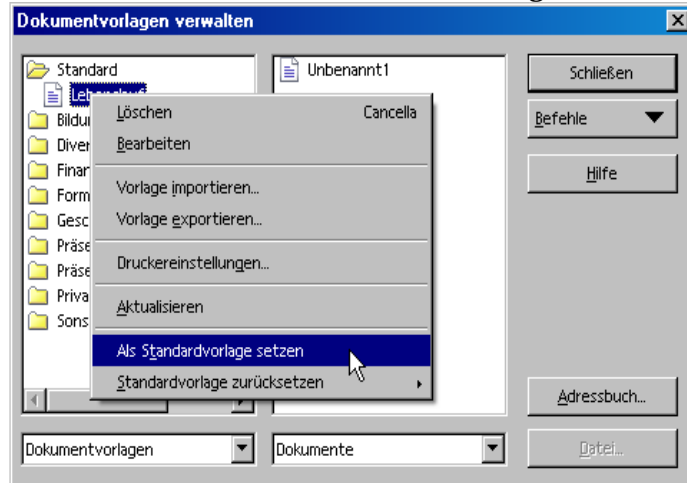 Dokumentvorlagen verwalten
Standard
Unbenannt1
Schließen
Löschen Cancella
Befehle
Bearbeiten
Hilfe
Vorlage importieren...
Vorlage exportieren...
Druckereinstellungen...
Aktualisieren
Als Standardvorlage setzen
Standardvorlage zurücksetzen
Adressbuch...
Dokumentvorlagen
Dokumente
Datei...